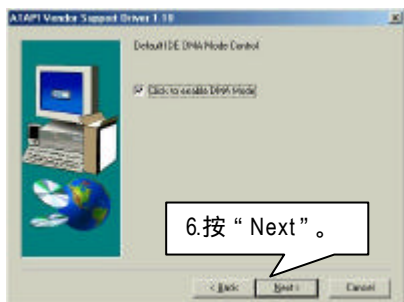 ATAPI Vendor Support Driver 1.10
Default IDE DMA Mode Control
Click to enable DMA Mode
6.按“Next”。
< Back
Next >
Cancel